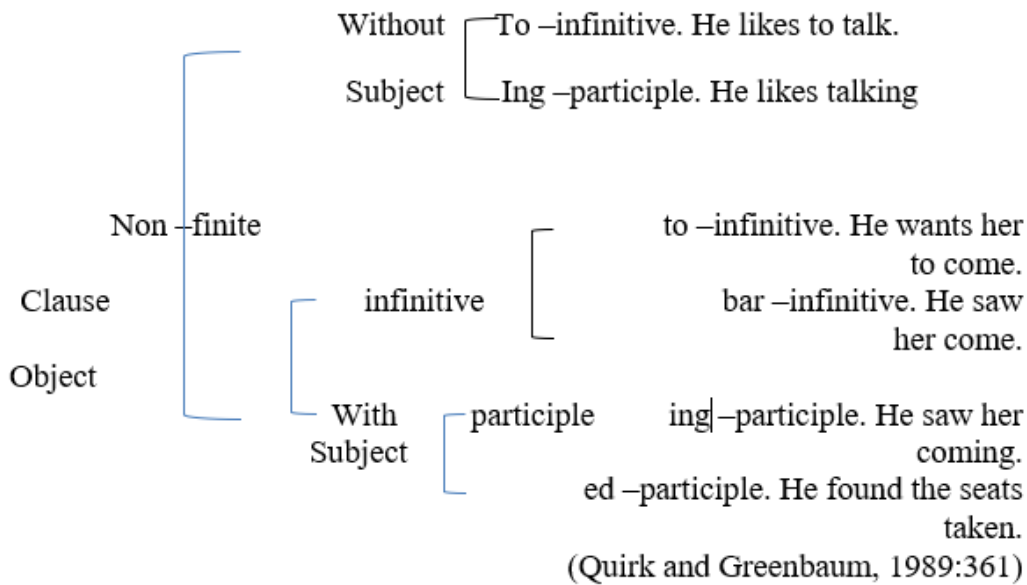 Without To –infinitive. He likes to talk.
Subject Ing –participle. He likes talking
Non –finite to –infinitive. He wants her
to come.
Clause infinitive bar –infinitive. He saw
her come.
Object
With participle ing –participle. He saw her
Subject coming.
ed –participle. He found the seats
taken.
(Quirk and Greenbaum, 1989:361)